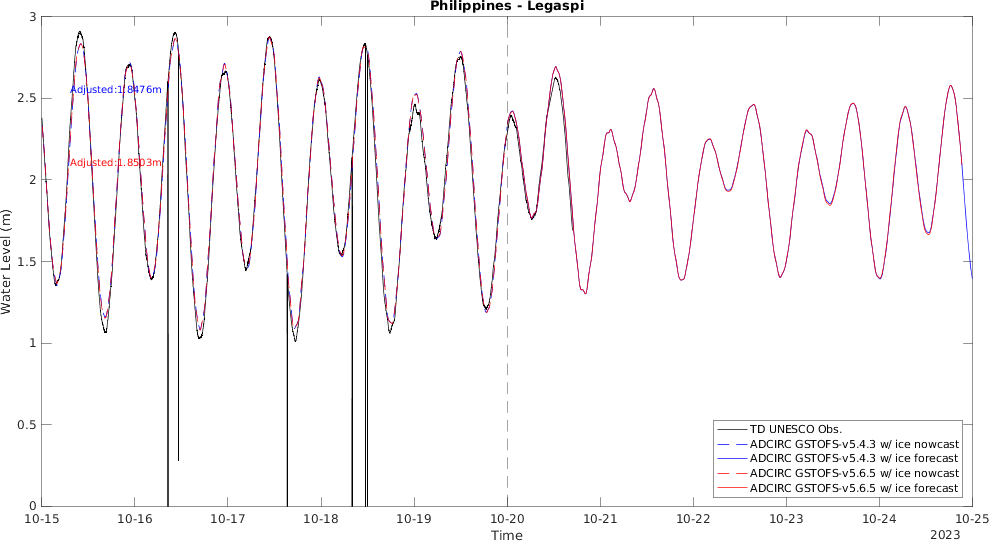 Philippines - Legaspi
Water Level (m)
3
2.5
2
1.5
1
0.5
0
Adjusted:1.8476m
Adjusted:1.8503m
TD UNESCO Obs.
ADCIRC GSTOFS-v5.4.3 w/ ice nowcast
ADCIRC GSTOFS-v5.4.3 w/ ice forecast
ADCIRC GSTOFS-v5.6.5 w/ ice nowcast
ADCIRC GSTOFS-v5.6.5 w/ ice forecast
10-15 10-16 10-17 10-18 10-19 10-20 10-21 10-22 10-23 10-24 10-25
Time
2023